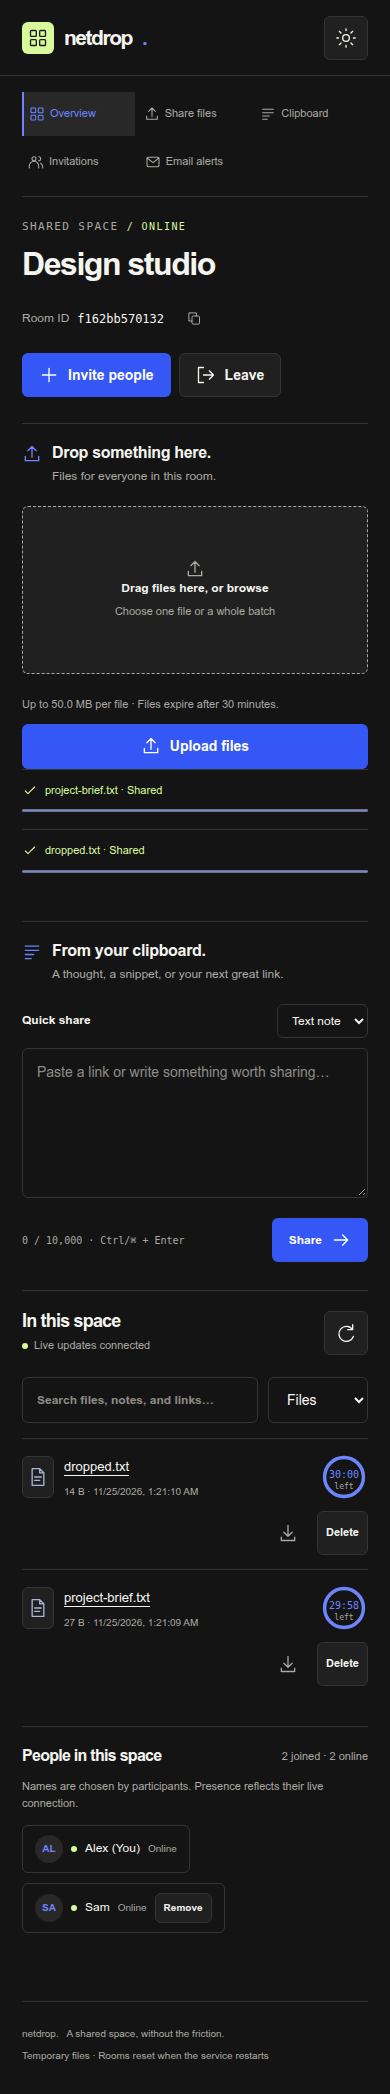 netdrop.
Overview
Share files
Clipboard
Invitations
Email alerts
SHARED SPACE / ONLINE
Design studio
Room ID f162bb570132
Invite people
Leave
Drop something here.
Files for everyone in this room.
Drag files here, or browse
Choose one file or a whole batch
Up to 50.0 MB per file · Files expire after 30 minutes.
Upload files
project-brief.txt · Shared
dropped.txt · Shared
From your clipboard.
A thought, a snippet, or your next great link.
Quick share
Text note
Paste a link or write something worth sharing…
0 / 10,000 · Ctrl/⌘ + Enter
Share
In this space
Live updates connected
Search files, notes, and links…
Files
dropped.txt
14 B · 11/25/2026, 1:21:10 AM
30:00
left
Delete
project-brief.txt
27 B · 11/25/2026, 1:21:09 AM
29:58
left
Delete
People in this space
2 joined · 2 online
Names are chosen by participants. Presence reflects their live
connection.
AL Alex (You) Online
SA Sam Online Remove
netdrop. A shared space, without the friction.
Temporary files · Rooms reset when the service restarts